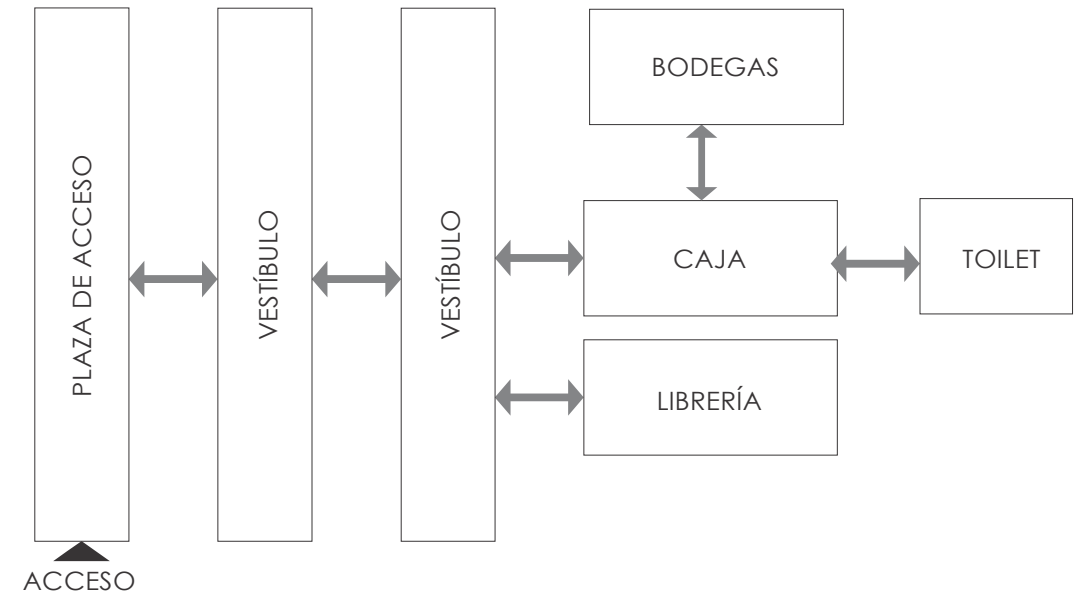 PLAZA DE ACCESO
VESTÍBULO
VESTÍBULO
BODEGAS
CAJA
TOILET
LIBRERÍA
ACCESO